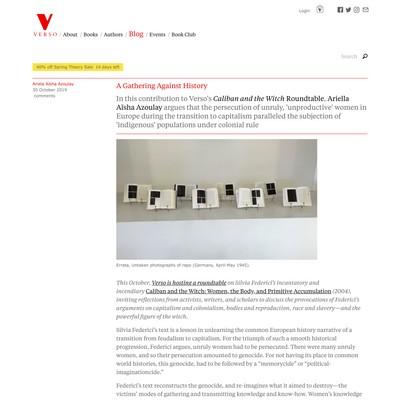 Login
VERSO / About / Books / Authors / Blog / Events / Book Club
Search
40% off Spring Theory Sale 14 days left
Ariella Aïsha Azoulay
30 October 2019
comments
A Gathering Against History
In this contribution to Verso's Caliban and the Witch Roundtable, Ariella
Aïsha Azoulay argues that the persecution of unruly, 'unproductive' women in
Europe during the transition to capitalism paralleled the subjection of
'indigenous' populations under colonial rule
Errata, Untaken photographs of rape (Germany, April-May 1945).
This October, Verso is hosting a roundtable on Silvia Federici's incantatory and
incendiary Caliban and the Witch: Women, the Body, and Primitive Accumulation (2004),
inviting reflections from activists, writers, and scholars to discuss the provocations of Federici's
arguments on capitalism and colonialism, bodies and reproduction, race and slavery—and the
powerful figure of the witch.
Silvia Federici's text is a lesson in unlearning the common European history narrative of a
transition from feudalism to capitalism. For the triumph of such a smooth historical
progression, Federici argues, unruly women had to be persecuted. There were many unruly
women, and so their persecution amounted to genocide. For not having its place in common
world histories, this genocide, had to be followed by a "memorycide" or "political-
imaginationcide."
Federici's text reconstructs the genocide, and re-imagines what it aimed to destroy—the
victims' modes of gathering and transmitting knowledge and know-how. Women's knowledge